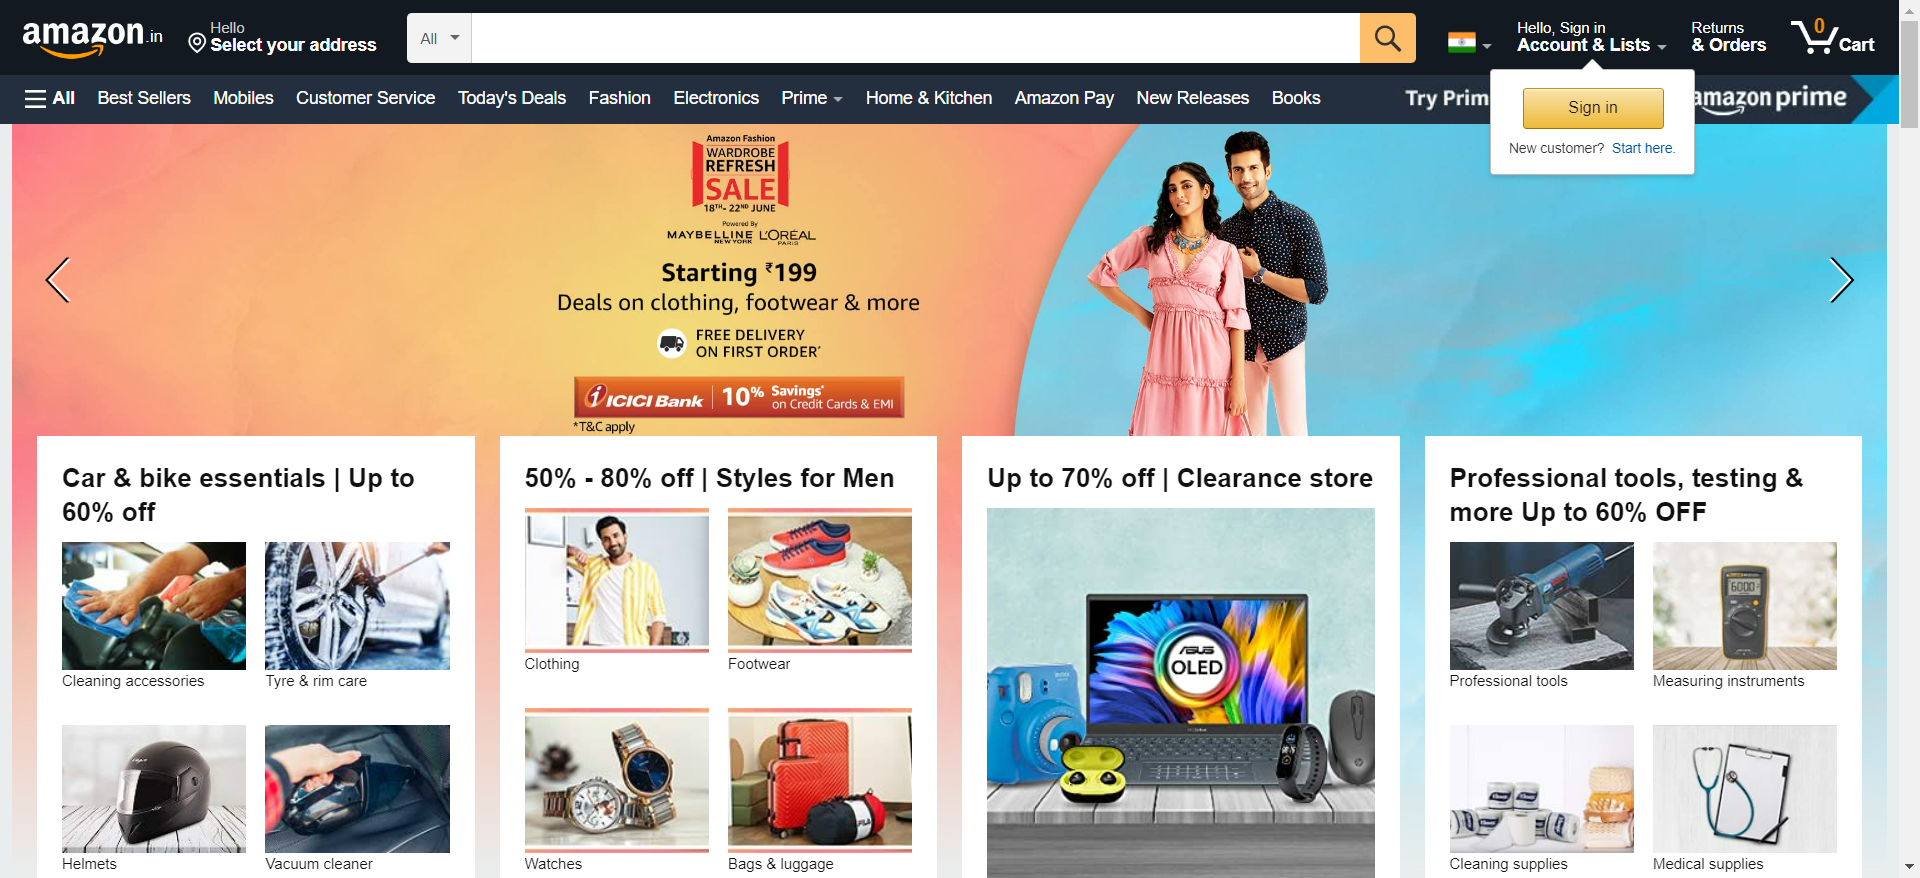 amazon.in
Hello
Select your address
All
Hello, Sign in
Account & Lists
Returns
& Orders
0
Cart
All
Best Sellers
Mobiles
Customer Service
Today's Deals
Fashion
Electronics
Prime
Home & Kitchen
Amazon Pay
New Releases
Books
Try Prim
amazon prime
Sign in
New customer? Start here.
Amazon Fashion
WARDROBE
REFRESH
SALE
18TH- 22ND JUNE
Powered By
MAYBELLINE L'ORÉAL
NEW YORK PARIS
Starting ₹199
Deals on clothing, footwear & more
FREE DELIVERY
ON FIRST ORDER*
ICICI Bank | 10% Savings*
on Credit Cards & EMI
*T&C apply
Car & bike essentials | Up to
60% off
Cleaning accessories
Tyre & rim care
Helmets
Vacuum cleaner
50% - 80% off | Styles for Men
Clothing
Footwear
FILA
Watches
Bags & luggage
Up to 70% off | Clearance store
ASUS
OLED
hp
Professional tools, testing &
more Up to 60% OFF
6000
Professional tools
Measuring instruments
Cleaning supplies
Medical supplies